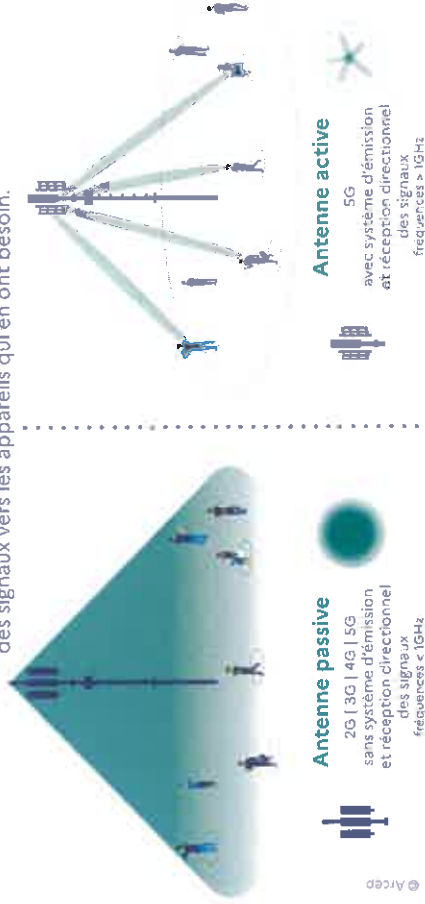 des signaux vers les appareils qui en ont besoin.
Antenne passive
2G | 3G | 4G | 5G
sans système d'émission
et réception directionnel
des signaux
fréquences < 1GHz
Antenne active
5G
avec système d'émission
et réception directionnel
des signaux
fréquences > 1GHz
© Arcep